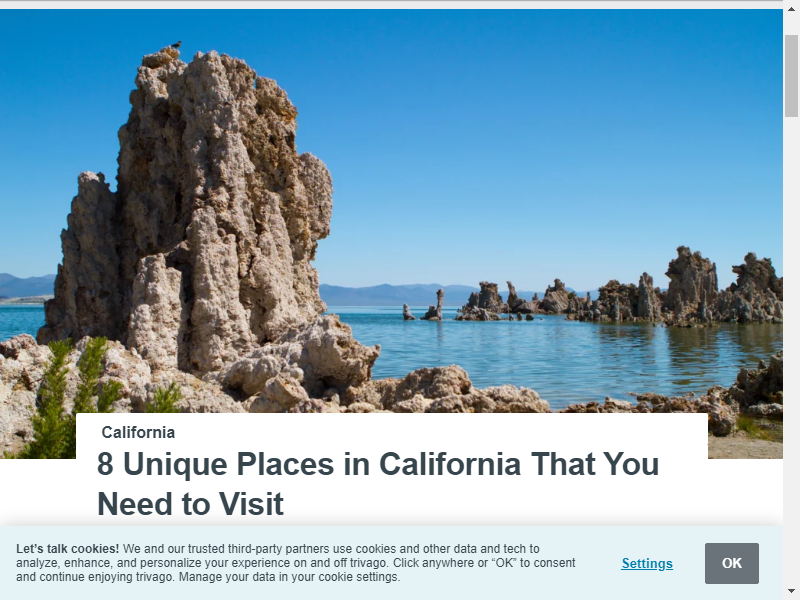 California
8 Unique Places in California That You
Need to Visit
Let’s talk cookies! We and our trusted third-party partners use cookies and other data and tech to
analyze, enhance, and personalize your experience on and off trivago. Click anywhere or “OK” to consent
and continue enjoying trivago. Manage your data in your cookie settings.
Settings
OK